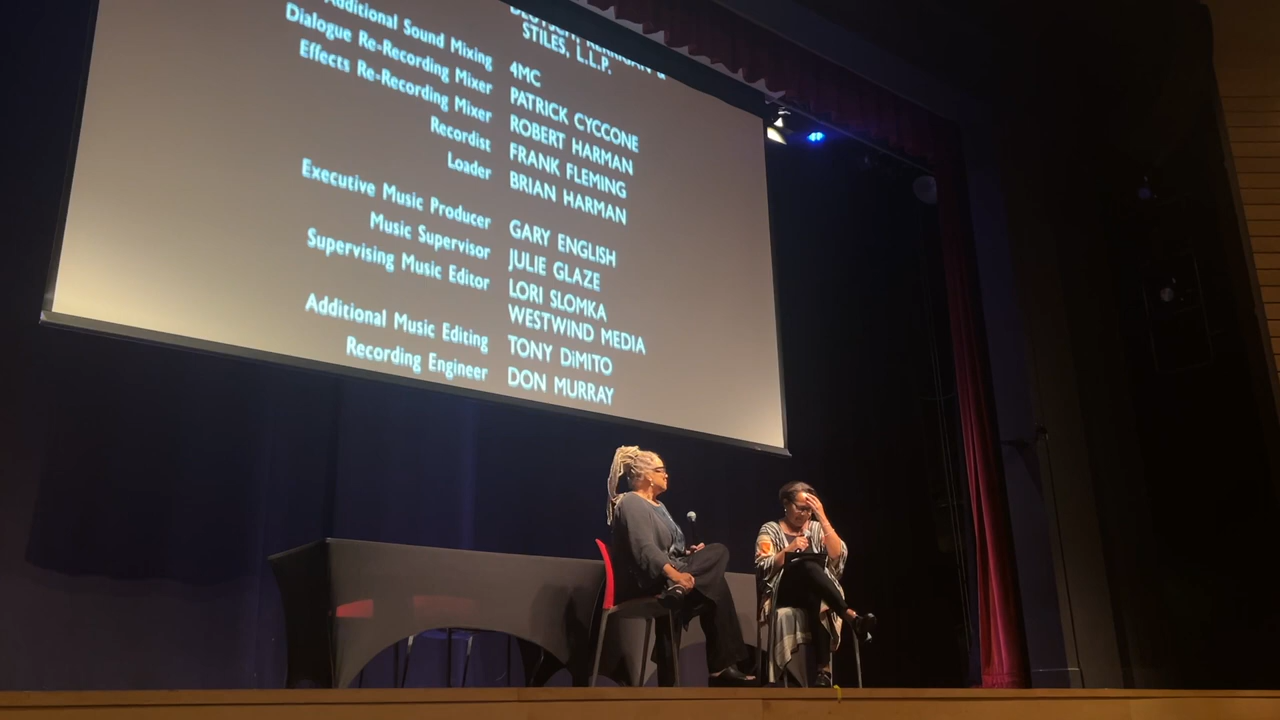 DEUTSCH, KERRIGAN &
STILES, L.L.P.
Additional Sound Mixing 4MC
Dialogue Re-Recording Mixer PATRICK CYCCONE
Effects Re-Recording Mixer ROBERT HARMAN
Recordist FRANK FLEMING
Loader BRIAN HARMAN
Executive Music Producer GARY ENGLISH
Music Supervisor JULIE GLAZE
Supervising Music Editor LORI SLOMKA
WESTWIND MEDIA
Additional Music Editing TONY DiMITO
Recording Engineer DON MURRAY